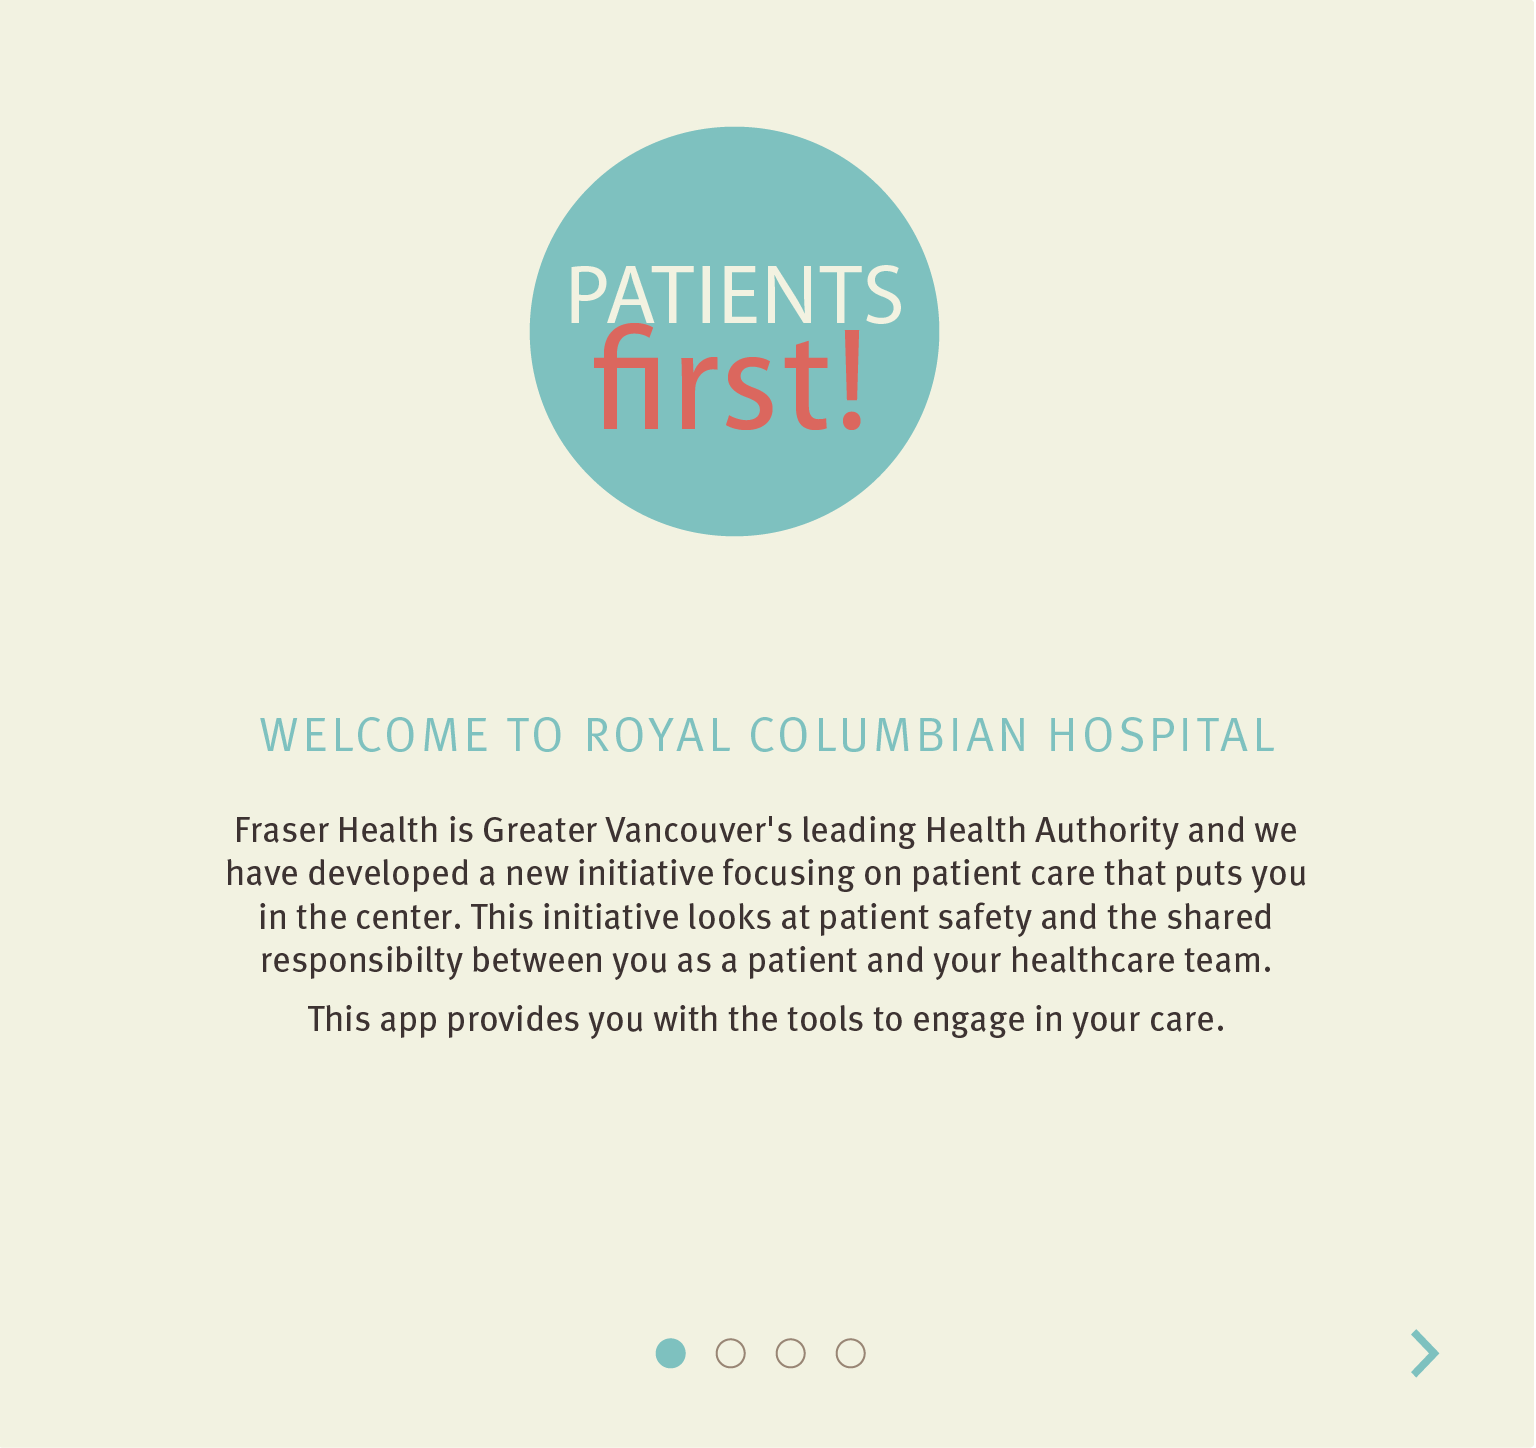 PATIENTS
first!
WELCOME TO ROYAL COLUMBIAN HOSPITAL
Fraser Health is Greater Vancouver's leading Health Authority and we
have developed a new initiative focusing on patient care that puts you
in the center. This initiative looks at patient safety and the shared
responsibilty between you as a patient and your healthcare team.
This app provides you with the tools to engage in your care.